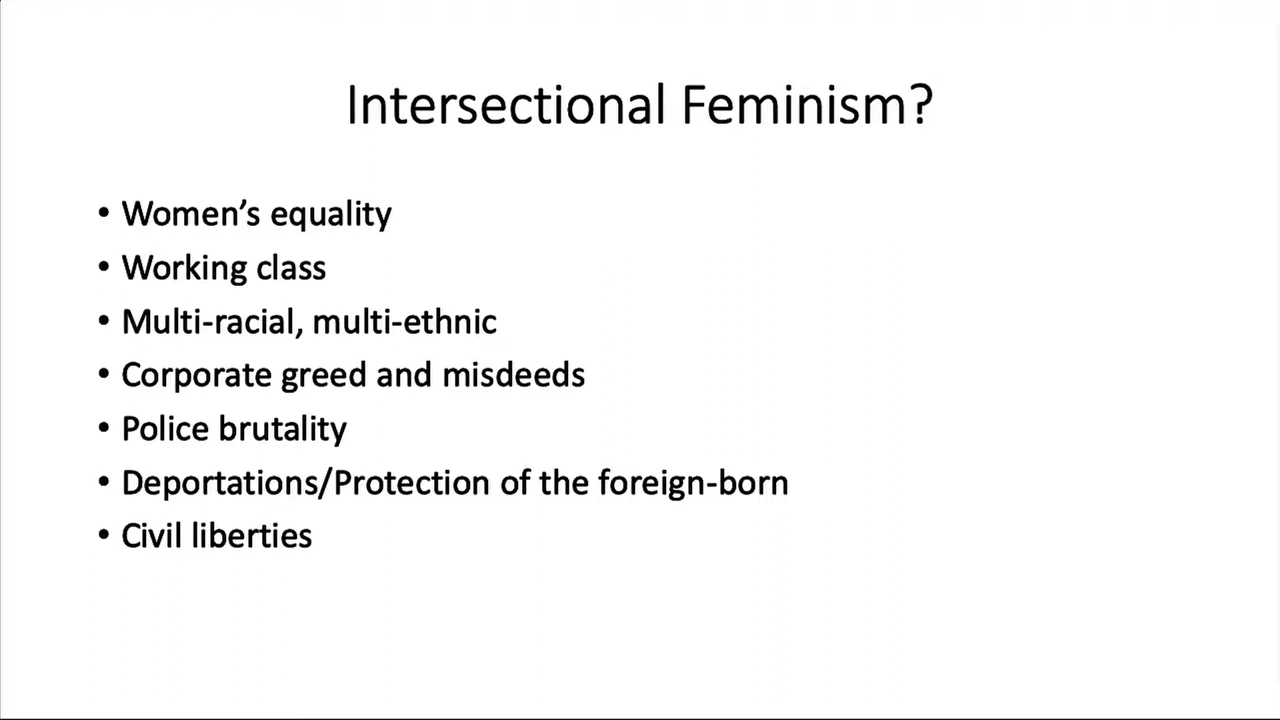 Intersectional Feminism?
• Women’s equality
• Working class
• Multi-racial, multi-ethnic
• Corporate greed and misdeeds
• Police brutality
• Deportations/Protection of the foreign-born
• Civil liberties